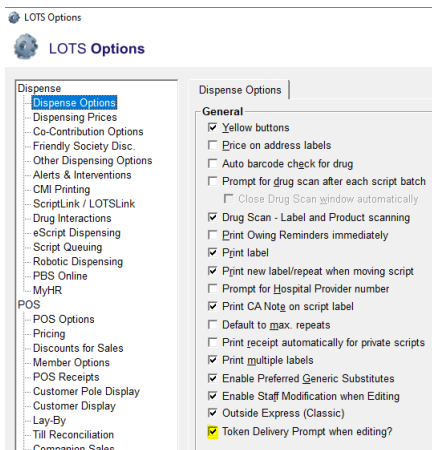 LOTS Options
LOTS Options
Dispense
Dispense Options
Dispensing Prices
Co-Contribution Options
Friendly Society Disc.
Other Dispensing Options
Alerts & Interventions
CMI Printing
ScriptLink / LOTSLink
Drug Interactions
eScript Dispensing
Script Queuing
Robotic Dispensing
PBS Online
MyHR
POS
POS Options
Pricing
Discounts for Sales
Member Options
POS Receipts
Customer Pole Display
Customer Display
Lay-By
Till Reconciliation
Companion Sales
Dispense Options
General
Yellow buttons
Price on address labels
Auto barcode check for drug
Prompt for drug scan after each script batch
Close Drug Scan window automatically
Drug Scan - Label and Product scanning
Print Owing Reminders immediately
Print label
Print new label/repeat when moving script
Prompt for Hospital Provider number
Print CA Note on script label
Default to max. repeats
Print receipt automatically for private scripts
Print multiple labels
Enable Preferred Generic Substitutes
Enable Staff Modification when Editing
Outside Express (Classic)
Token Delivery Prompt when editing?